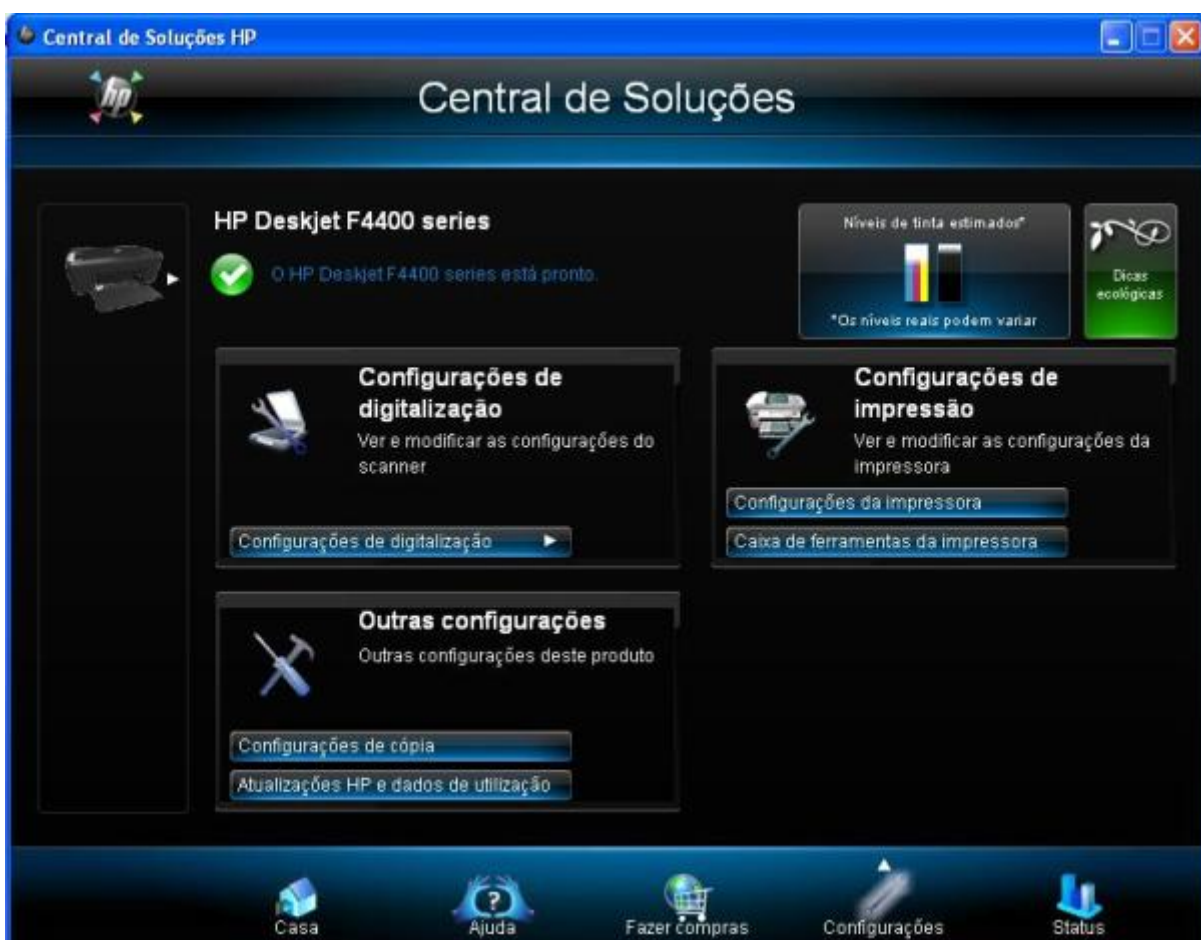 Central de Soluções HP
hp
Central de Soluções
HP Deskjet F4400 series
O HP Deskjet F4400 series está pronto.
Níveis de tinta estimados*
*Os níveis reais podem variar
Dicas
ecológicas
Configurações de
digitalização
Ver e modificar as configurações do
scanner
Configurações de digitalização
Configurações de
impressão
Ver e modificar as configurações da
impressora
Configurações da impressora
Caixa de ferramentas da impressora
Outras configurações
Outras configurações deste produto
Configurações de cópia
Atualizações HP e dados de utilização
Casa
Ajuda
Fazer compras
Configurações
Status